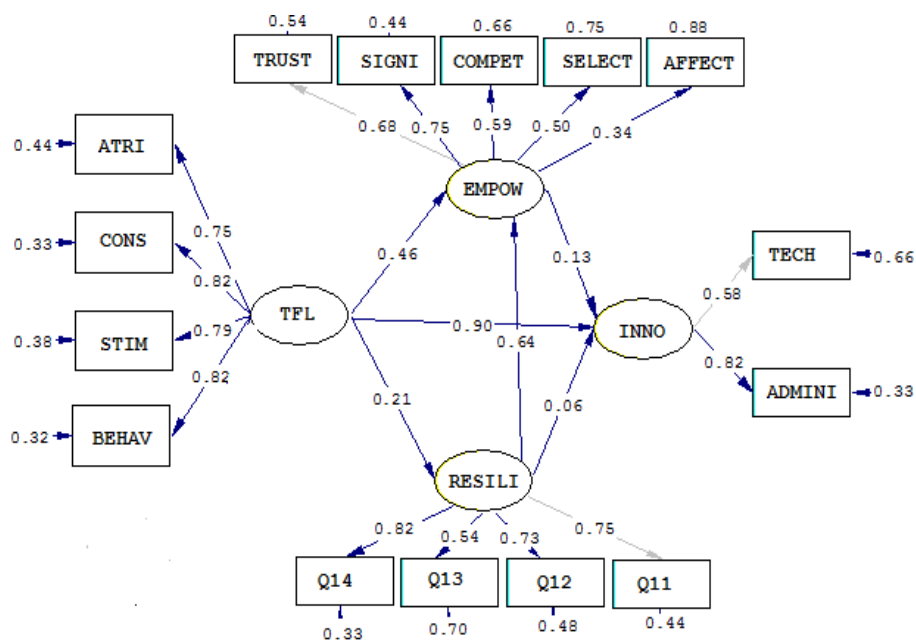 0.54 0.44 0.66 0.75 0.88
TRUST SIGNI COMPET SELECT AFFECT
0.68 0.75 0.59 0.50 0.34
0.44 ATRI
EMPOW
0.75
0.33 CONS
0.46 0.13
TECH 0.66
0.82
0.58
TFL
0.90
INNO
0.38 STIM
0.79
0.64
0.82
0.82
0.21
0.06
ADMINI 0.33
0.32 BEHAV
RESILI
0.82 0.54 0.73 0.75
Q14 Q13 Q12 Q11
0.33 0.70 0.48 0.44